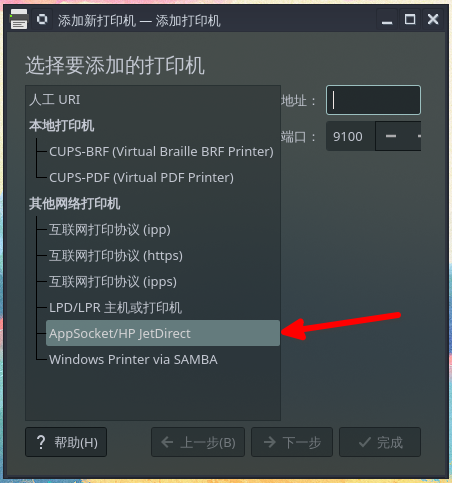 添加新打印机 — 添加打印机
选择要添加的打印机
人工 URI
本地打印机
CUPS-BRF (Virtual Braille BRF Printer)
CUPS-PDF (Virtual PDF Printer)
其他网络打印机
互联网打印协议 (ipp)
互联网打印协议 (https)
互联网打印协议 (ipps)
LPD/LPR 主机或打印机
AppSocket/HP JetDirect
Windows Printer via SAMBA
地址：
端口： 9100
帮助(H) 上一步(B) 下一步 完成